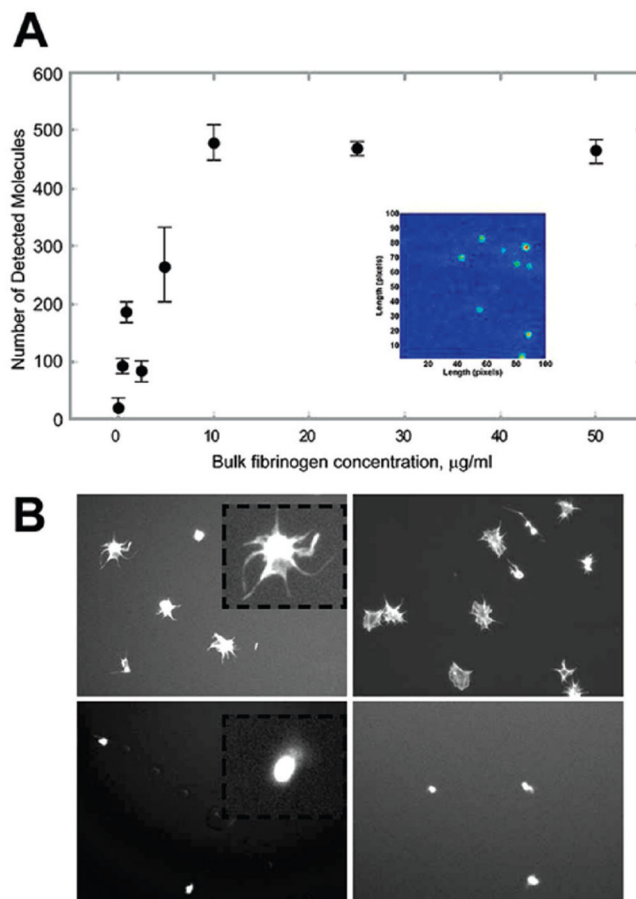 A
Number of Detected Molecules
600
500
400
300
200
100
0
0 10 20 30 40 50
Bulk fibrinogen concentration, μg/ml
Length (pixels)
100
90
80
70
60
50
40
30
20
10
20 40 60 80 100
Length (pixels)
B